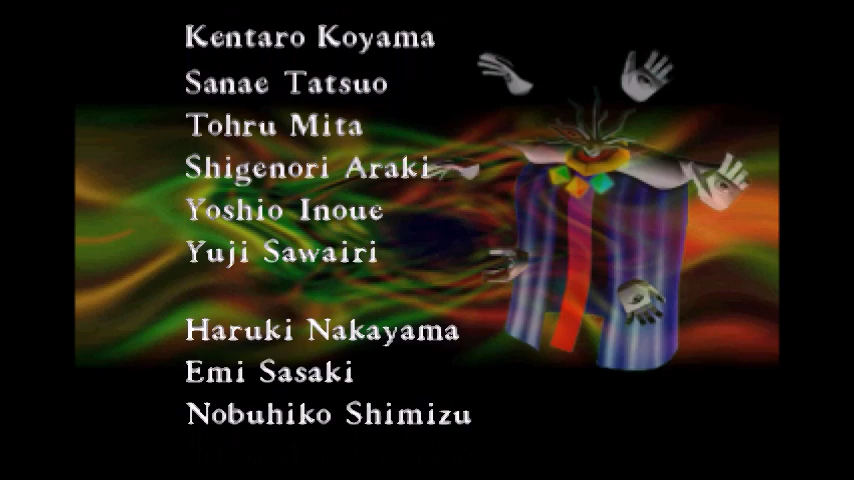 Kentaro Koyama
Sanae Tatsuo
Tohru Mita
Shigenori Araki
Yoshio Inoue
Yuji Sawairi
Haruki Nakayama
Emi Sasaki
Nobuhiko Shimizu